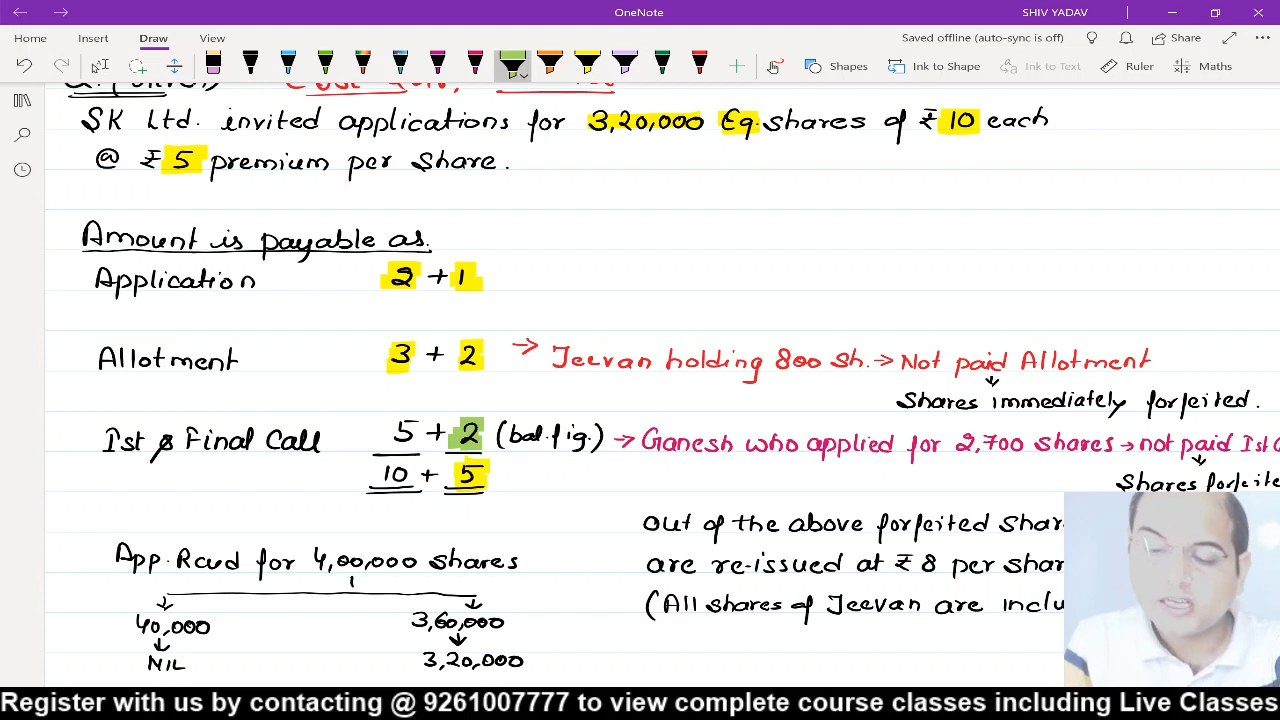 OneNote
SHIV YADAV
Home Insert Draw View Help
Saved offline (auto-sync is off)
Share
Shapes
Ink to Shape
Ink to Text
Ruler
Maths
SK Ltd. invited applications for 3,20,000 Eq. shares of ₹ 10 each
@ ₹ 5 premium per Share.
Amount is payable as.
Application 2 + 1
Allotment 3 + 2 → Jeevan holding 800 Sh. → Not paid Allotment
Shares immediately forfeited.
Ist & Final Call 5 + 2 (bal. fig.) → Ganesh who applied for 2,700 shares → not paid Ist
10 + 5
Shares forfeite
out of the above forfeited Shar
App. Rcvd for 4,00,000 shares
are re-issued at ₹ 8 per shar
(All shares of Jeevan are inclu
40,000 3,60,000
NIL 3,20,000
Register with us by contacting @ 9261007777 to view complete course classes including Live Classes